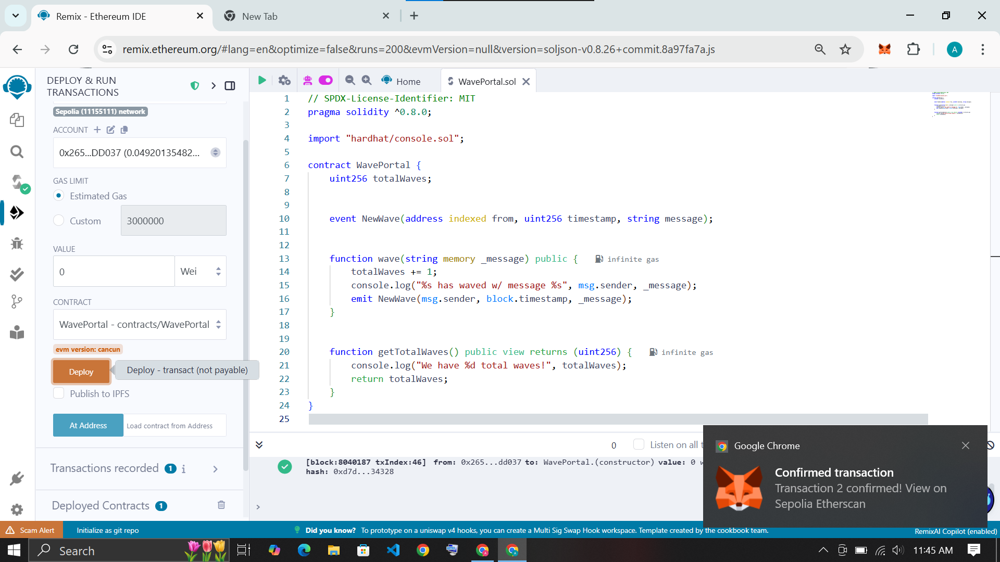 Remix - Ethereum IDE
New Tab
remix.ethereum.org/#lang=en&optimize=false&runs=200&evmVersion=null&version=soljson-v0.8.26+commit.8a97fa7a.js
A
DEPLOY & RUN
TRANSACTIONS
Sepolia (11155111) network
ACCOUNT
0x265...DD037 (0.04920135482...
GAS LIMIT
Estimated Gas
Custom
3000000
VALUE
0
Wei
CONTRACT
WavePortal - contracts/WavePortal
evm version: cancun
Deploy
Deploy - transact (not payable)
Publish to IPFS
At Address
Load contract from Address
Transactions recorded 1 i
Deployed Contracts 1
Home
WavePortal.sol
1 // SPDX-License-Identifier: MIT
2 pragma solidity ^0.8.0;
3
4 import "hardhat/console.sol";
5
6 contract WavePortal {
7 uint256 totalWaves;
8
9
10 event NewWave(address indexed from, uint256 timestamp, string message);
11
12
13 function wave(string memory _message) public { infinite gas
14 totalWaves += 1;
15 console.log("%s has waved w/ message %s", msg.sender, _message);
16 emit NewWave(msg.sender, block.timestamp, _message);
17 }
18
19
20 function getTotalWaves() public view returns (uint256) { infinite gas
21 console.log("We have %d total waves!", totalWaves);
22 return totalWaves;
23 }
24 }
25
0
Listen on all
[block:8040187 txIndex:46] from: 0x265...dd037 to: WavePortal.(constructor) value: 0
hash: 0xd7d...34328
>
Google Chrome
Confirmed transaction
Transaction 2 confirmed! View on
Sepolia Etherscan
Scam Alert
Initialize as git repo
Did you know? To prototype on a uniswap v4 hooks, you can create a Multi Sig Swap Hook workspace. Template created by the cookbook team.
RemixAI Copilot (enabled)
Search
11:45 AM